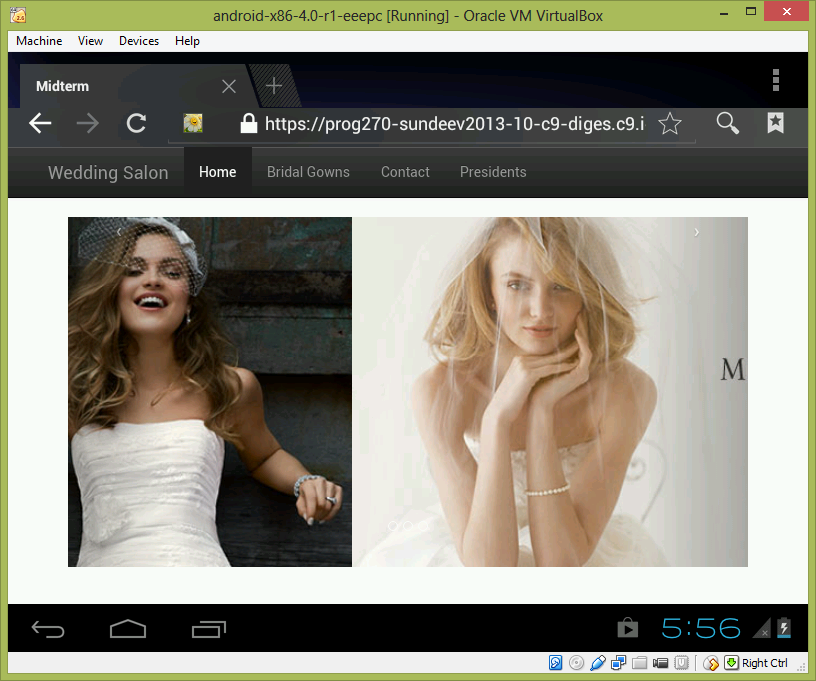 android-x86-4.0-r1-eeepc [Running] - Oracle VM VirtualBox
Machine View Devices Help
Midterm
https://prog270-sundeev2013-10-c9-diges.c9.i
Wedding Salon Home Bridal Gowns Contact Presidents
‹ ›
M
5:56
Right Ctrl